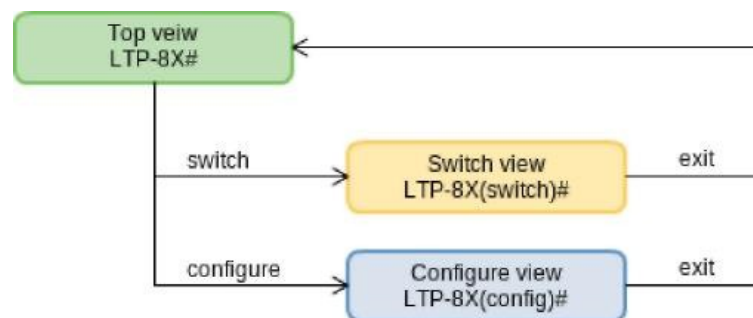 Top veiw
LTP-8X#
switch
Switch view
LTP-8X(switch)#
exit
configure
Configure view
LTP-8X(config)#
exit